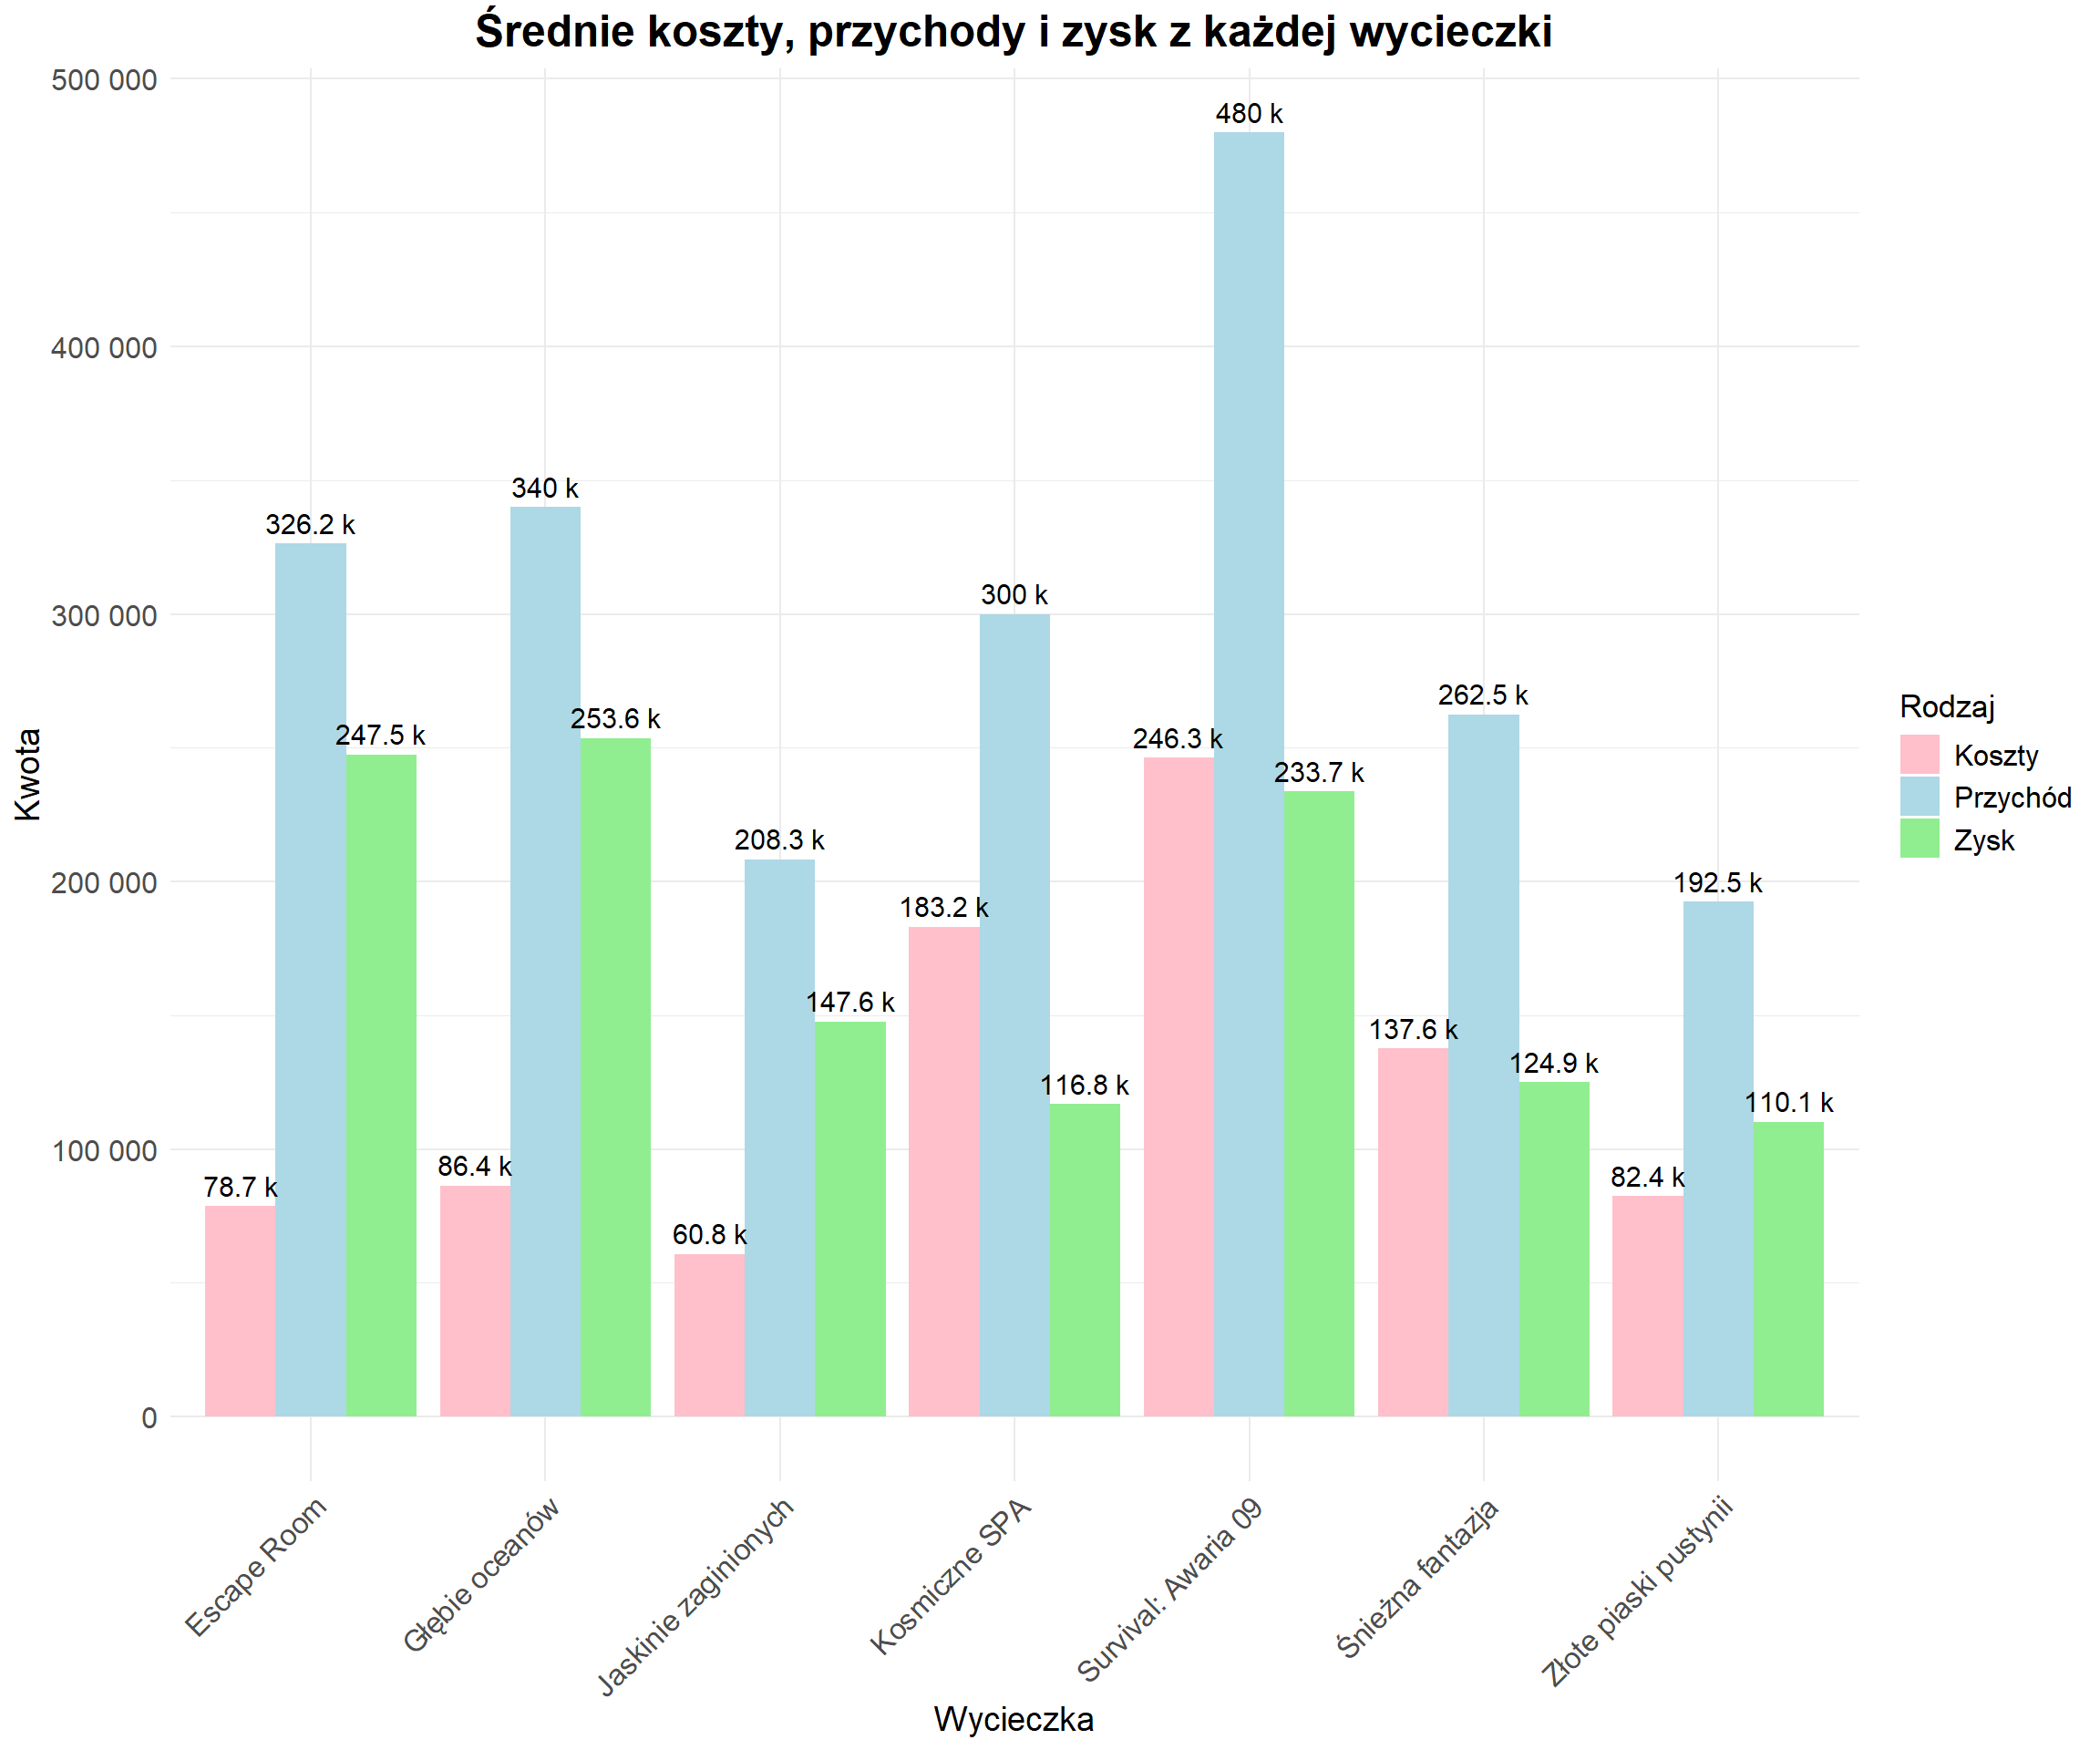 Średnie koszty, przychody i zysk z każdej wycieczki
Kwota
500 000
400 000
300 000
200 000
100 000
0
326.2 k
340 k
208.3 k
300 k
480 k
262.5 k
192.5 k
247.5 k
253.6 k
147.6 k
116.8 k
233.7 k
124.9 k
110.1 k
78.7 k
86.4 k
60.8 k
183.2 k
246.3 k
137.6 k
82.4 k
Escape Room
Głębie oceanów
Jaskinie zaginionych
Kosmiczne SPA
Survival: Awaria 09
Śnieżna fantazja
Złote piaski pustynii
Wycieczka
Rodzaj
Koszty
Przychód
Zysk